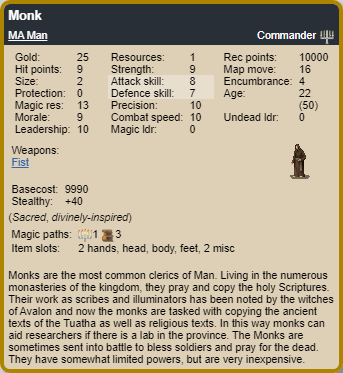 Monk
MA Man Commander
Gold: 25 Resources: 1 Rec points: 10000
Hit points: 9 Strength: 9 Map move: 16
Size: 2 Attack skill: 8 Encumbrance: 4
Protection: 0 Defence skill: 7 Age: 22
Magic res: 13 Precision: 10 (50)
Morale: 9 Combat speed: 10 Undead ldr: 0
Leadership: 10 Magic ldr: 0
Weapons:
Fist
Basecost: 9990
Stealthy: +40
(Sacred, divinely-inspired)
Magic paths: 1 3
Item slots: 2 hands, head, body, feet, 2 misc
Monks are the most common clerics of Man. Living in the numerous
monasteries of the kingdom, they pray and copy the holy Scriptures.
Their work as scribes and illuminators has been noted by the witches
of Avalon and now the monks are tasked with copying the ancient
texts of the Tuatha as well as religious texts. In this way monks can
aid researchers if there is a lab in the province. The Monks are
sometimes sent into battle to bless soldiers and pray for the dead.
They have somewhat limited powers, but are very inexpensive.